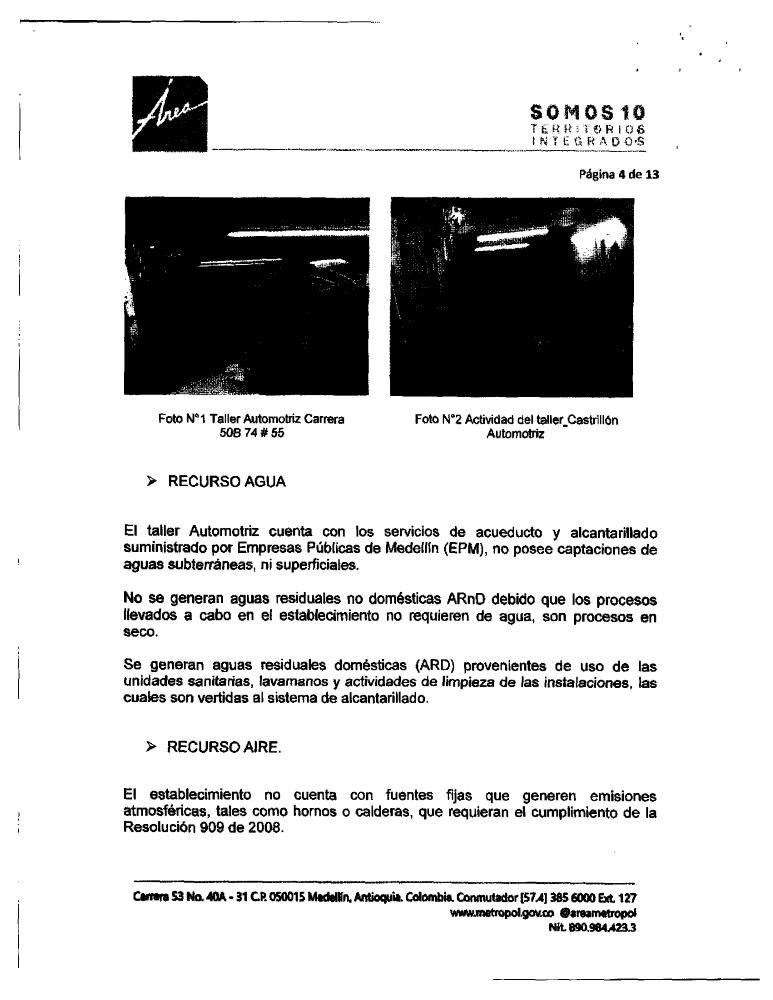 Área
SOMOS 10
TERRITORIOS
INTEGRADOS
Página 4 de 13
Foto N°1 Taller Automotriz Carrera
50B 74 # 55
Foto N°2 Actividad del taller_Castrillón
Automotriz
➢ RECURSO AGUA
El taller Automotriz cuenta con los servicios de acueducto y alcantarillado
suministrado por Empresas Públicas de Medellín (EPM), no posee captaciones de
aguas subterráneas, ni superficiales.
No se generan aguas residuales no domésticas ARnD debido que los procesos
llevados a cabo en el establecimiento no requieren de agua, son procesos en
seco.
Se generan aguas residuales domésticas (ARD) provenientes de uso de las
unidades sanitarias, lavamanos y actividades de limpieza de las instalaciones, las
cuales son vertidas al sistema de alcantarillado.
➢ RECURSO AIRE.
El establecimiento no cuenta con fuentes fijas que generen emisiones
atmosféricas, tales como hornos o calderas, que requieran el cumplimiento de la
Resolución 909 de 2008.
Carrera 53 No. 40A - 31 C.P. 050015 Medellín, Antioquia. Colombia. Conmutador [57.4] 385 6000 Ext. 127
www.metropol.gov.co @areametropol
Nit. 890.984.423.3